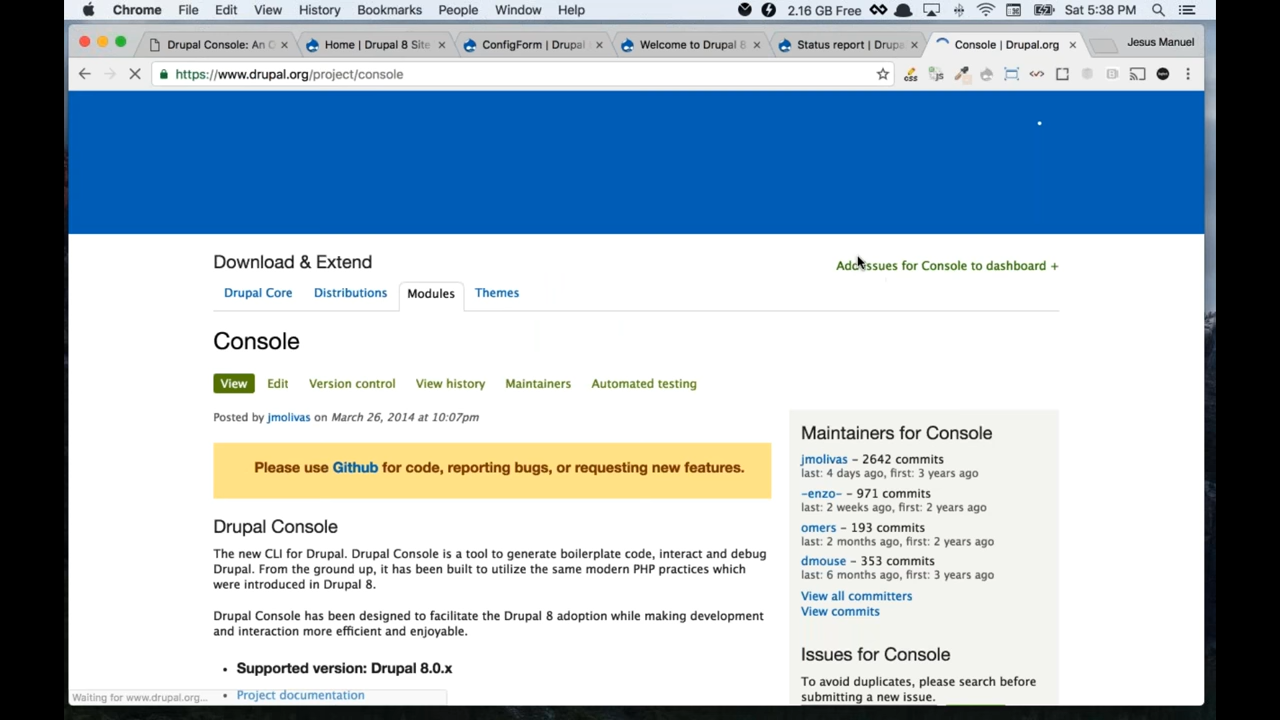 Chrome File Edit View History Bookmarks People Window Help 2.16 GB Free Sat 5:38 PM
Drupal Console: An C Home | Drupal 8 Site ConfigForm | Drupal Welcome to Drupal 8 Status report | Drupa Console | Drupal.org Jesus Manuel
https://www.drupal.org/project/console
Download & Extend
Add issues for Console to dashboard +
Drupal Core Distributions Modules Themes
Console
View Edit Version control View history Maintainers Automated testing
Posted by jmolivas on March 26, 2014 at 10:07pm
Please use Github for code, reporting bugs, or requesting new features.
Drupal Console
The new CLI for Drupal. Drupal Console is a tool to generate boilerplate code, interact and debug
Drupal. From the ground up, it has been built to utilize the same modern PHP practices which
were introduced in Drupal 8.
Drupal Console has been designed to facilitate the Drupal 8 adoption while making development
and interaction more efficient and enjoyable.
• Supported version: Drupal 8.0.x
• Project documentation
Maintainers for Console
jmolivas – 2642 commits
last: 4 days ago, first: 3 years ago
-enzo- – 971 commits
last: 2 weeks ago, first: 2 years ago
omers – 193 commits
last: 2 months ago, first: 2 years ago
dmouse – 353 commits
last: 6 months ago, first: 3 years ago
View all committers
View commits
Issues for Console
To avoid duplicates, please search before
submitting a new issue.
Waiting for www.drupal.org...